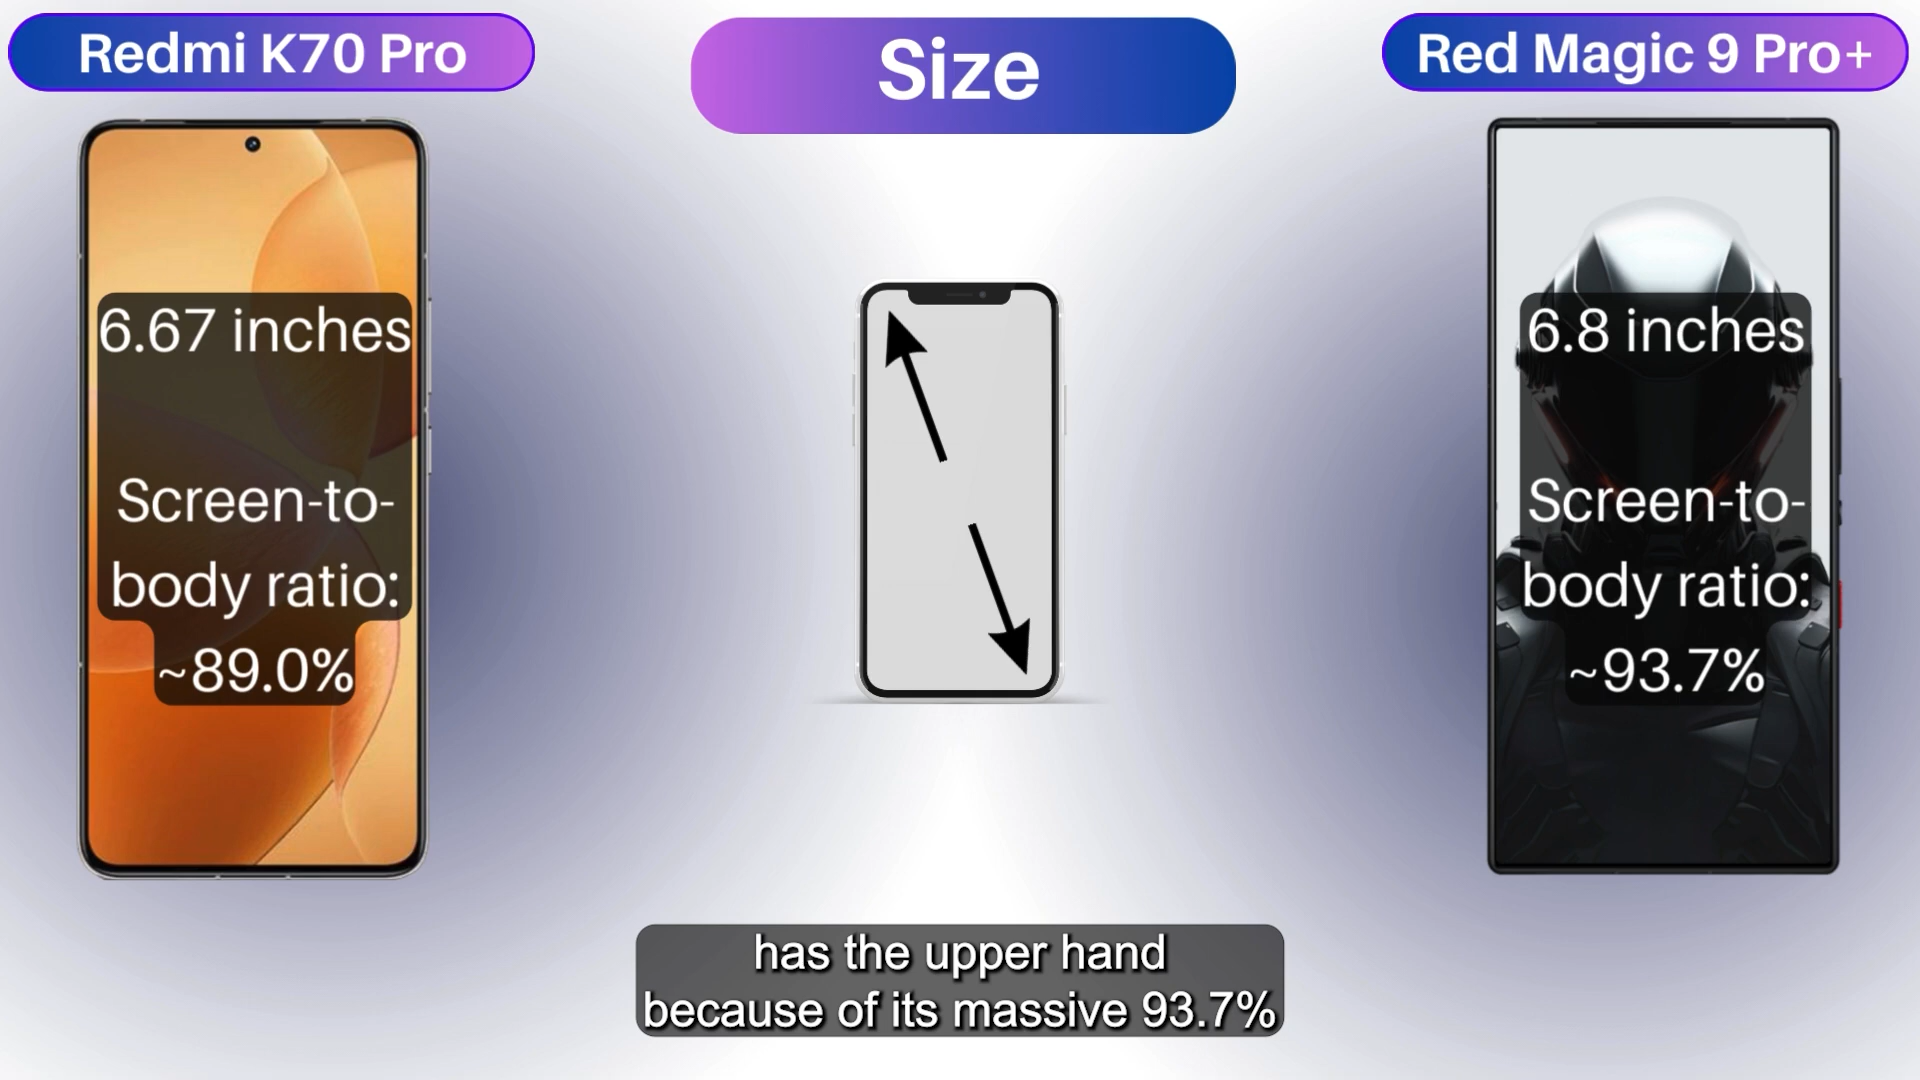 Redmi K70 Pro
Size
Red Magic 9 Pro+
6.67 inches
Screen-to-
body ratio:
~89.0%
6.8 inches
Screen-to-
body ratio:
~93.7%
has the upper hand
because of its massive 93.7%